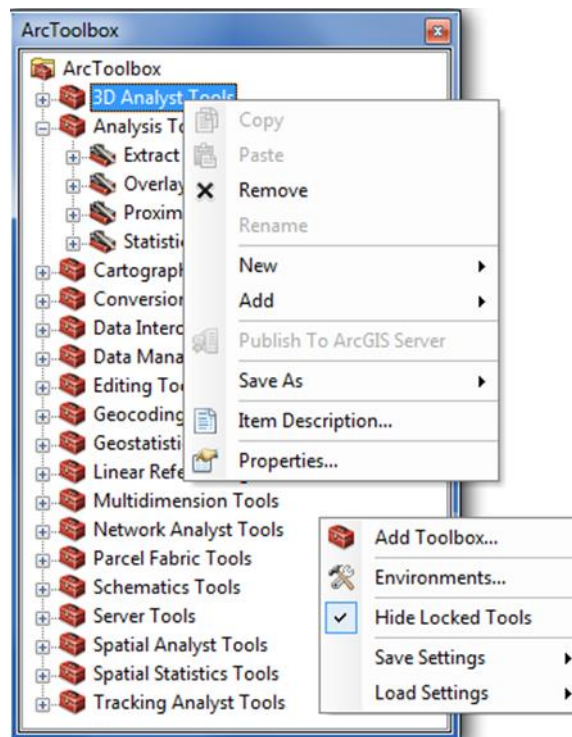 ArcToolbox
ArcToolbox
3D Analyst Tools
Analysis To
Extract
Overlay
Proxim
Statistic
Cartograph
Conversion
Data Interc
Data Mana
Editing Too
Geocoding
Geostatisti
Linear Refe
Multidimension Tools
Network Analyst Tools
Parcel Fabric Tools
Schematics Tools
Server Tools
Spatial Analyst Tools
Spatial Statistics Tools
Tracking Analyst Tools
Copy
Paste
Remove
Rename
New
Add
Publish To ArcGIS Server
Save As
Item Description...
Properties...
Add Toolbox...
Environments...
Hide Locked Tools
Save Settings
Load Settings